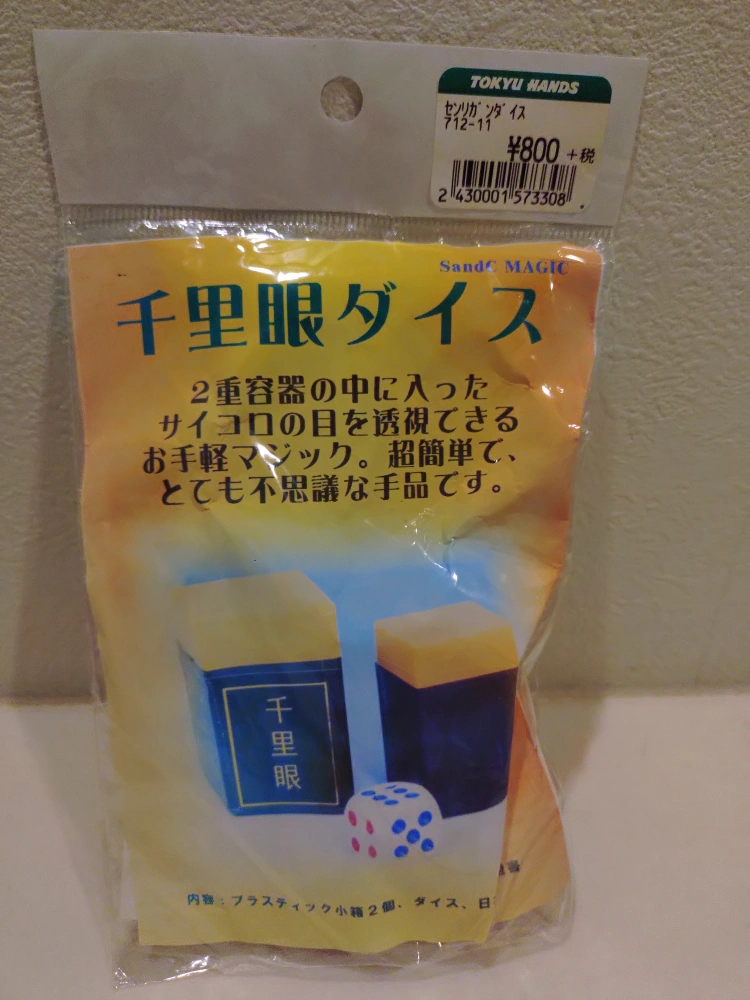 TOKYU HANDS
センリガンダイス
712-11
¥800 +税
2 430001 573308
SandC MAGIC
千里眼ダイス
2重容器の中に入った
サイコロの目を透視できる
お手軽マジック。超簡単で、
とても不思議な手品です。
千里眼
内容：プラスティック小箱2個、ダイス、日